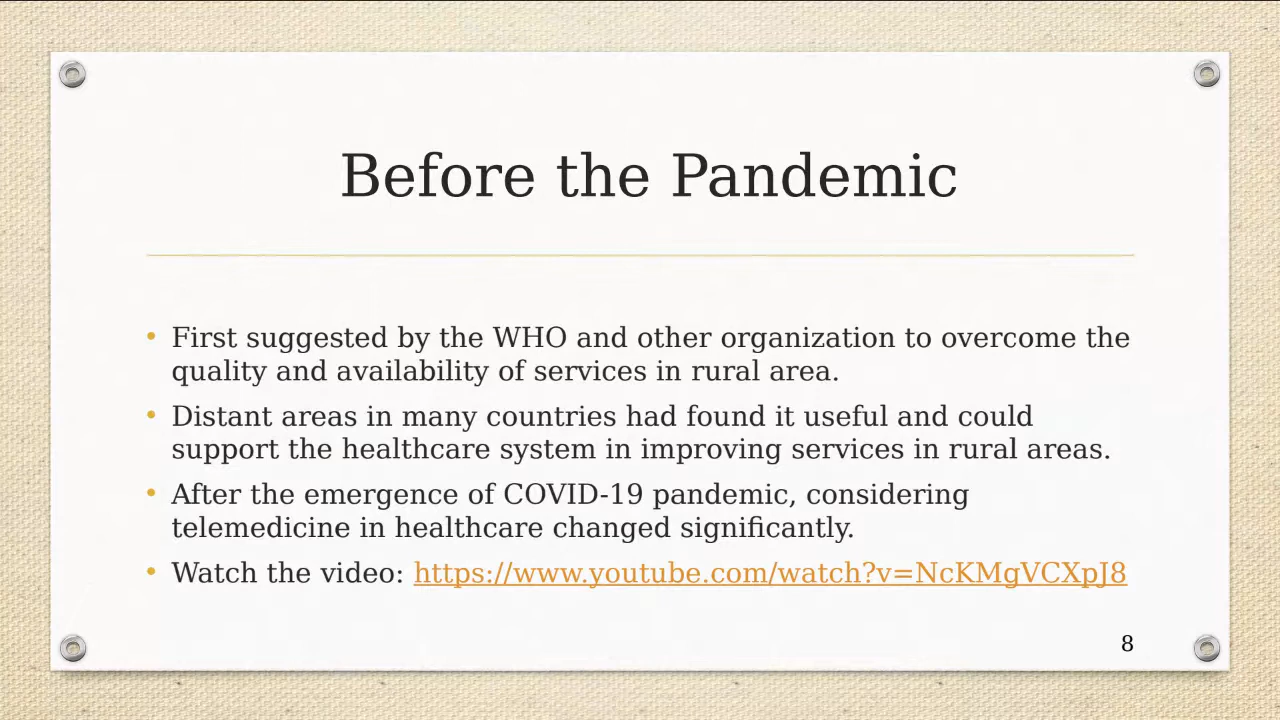 Before the Pandemic
• First suggested by the WHO and other organization to overcome the
quality and availability of services in rural area.
• Distant areas in many countries had found it useful and could
support the healthcare system in improving services in rural areas.
• After the emergence of COVID-19 pandemic, considering
telemedicine in healthcare changed significantly.
• Watch the video: https://www.youtube.com/watch?v=NcKMgVCXpJ8
8